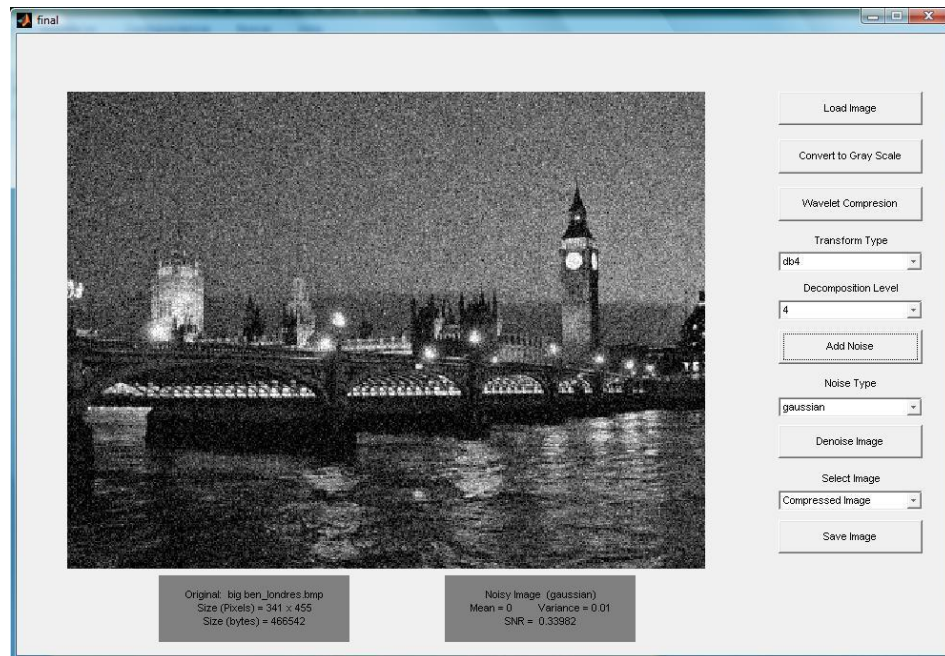 final
Load Image
Convert to Gray Scale
Wavelet Compresion
Transform Type
db4
Decomposition Level
4
Add Noise
Noise Type
gaussian
Denoise Image
Select Image
Compressed Image
Save Image
Original: big ben_londres.bmp
Size (Pixels) = 341 x 455
Size (bytes) = 466542
Noisy Image (gaussian)
Mean = 0 Variance = 0.01
SNR = 0.33982